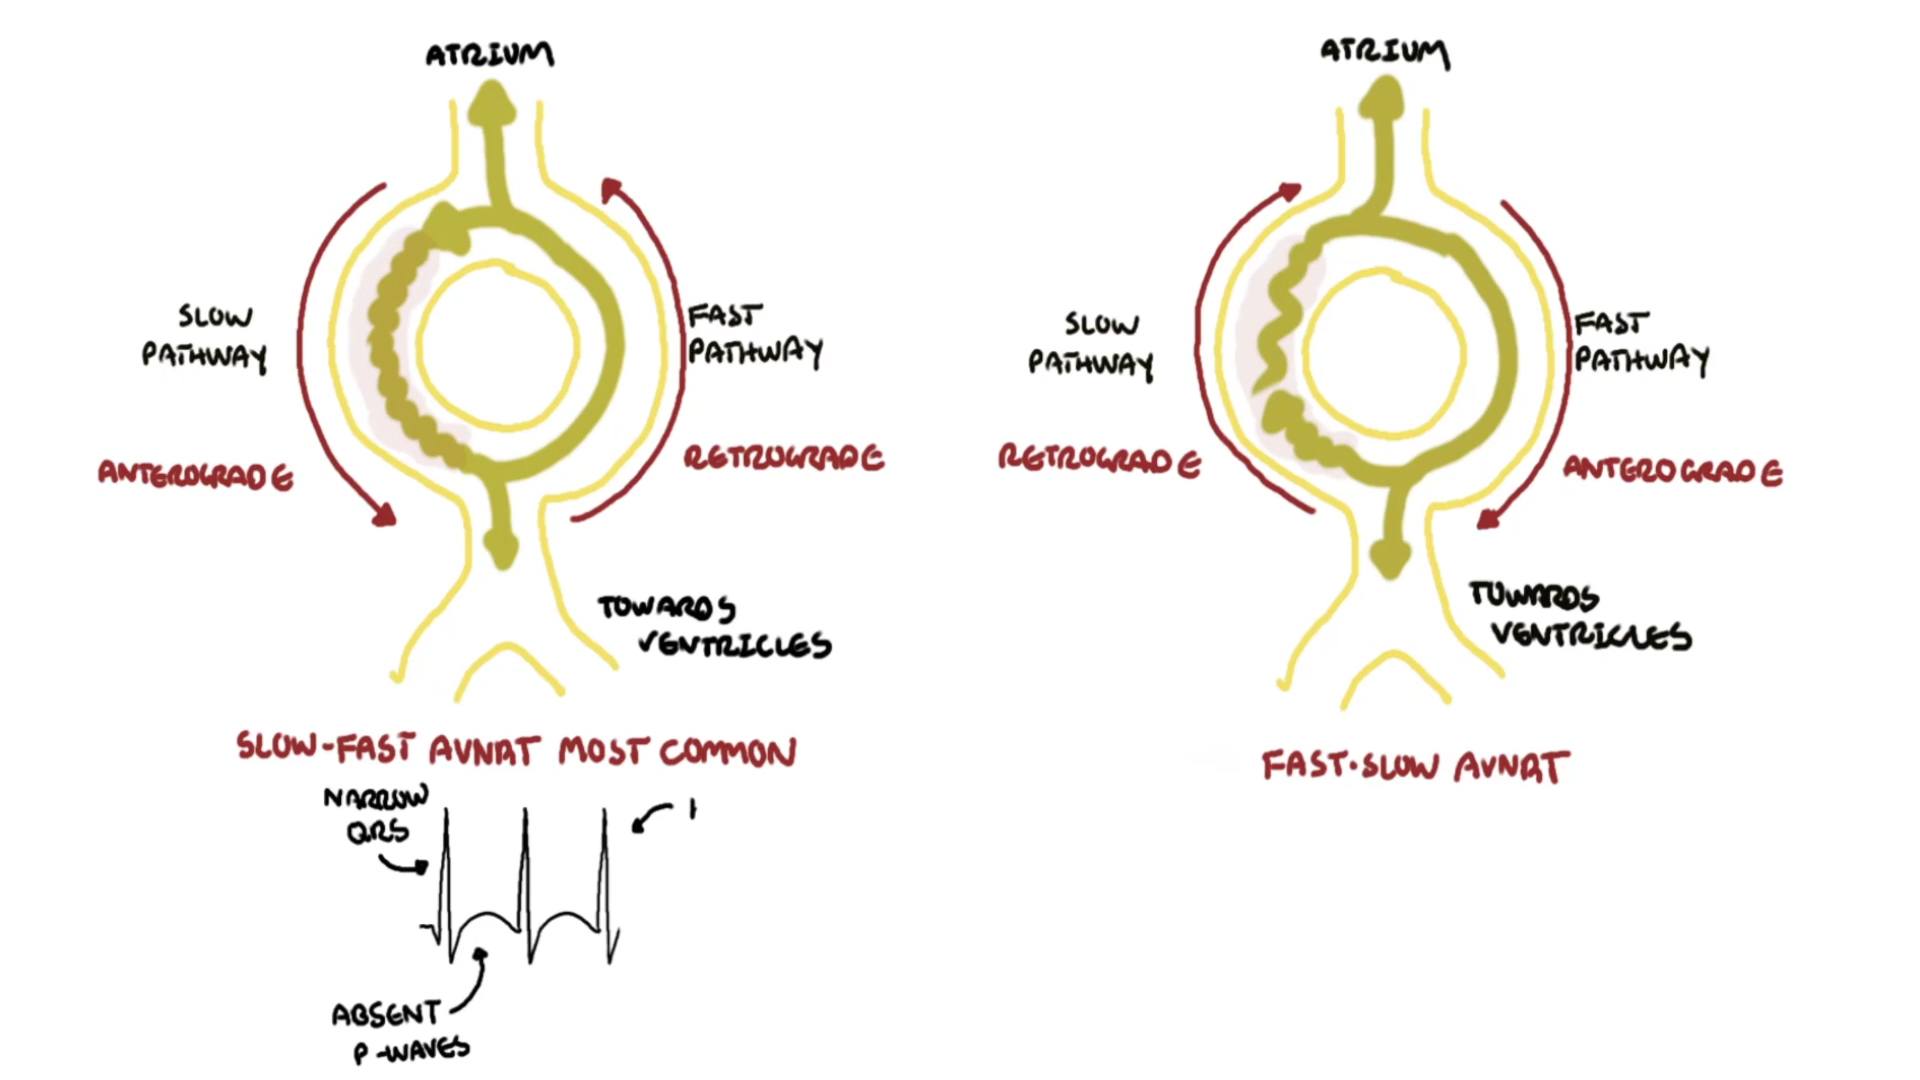 ATRIUM
SLOW
PATHWAY
FAST
PATHWAY
ANTEROGRADE
RETROGRADE
TOWARDS
VENTRICLES
SLOW-FAST AVNRT MOST COMMON
NARROW
QRS
ABSENT
P-WAVES
ATRIUM
SLOW
PATHWAY
FAST
PATHWAY
RETROGRADE
ANTEROGRADE
TOWARDS
VENTRICLES
FAST-SLOW AVNRT